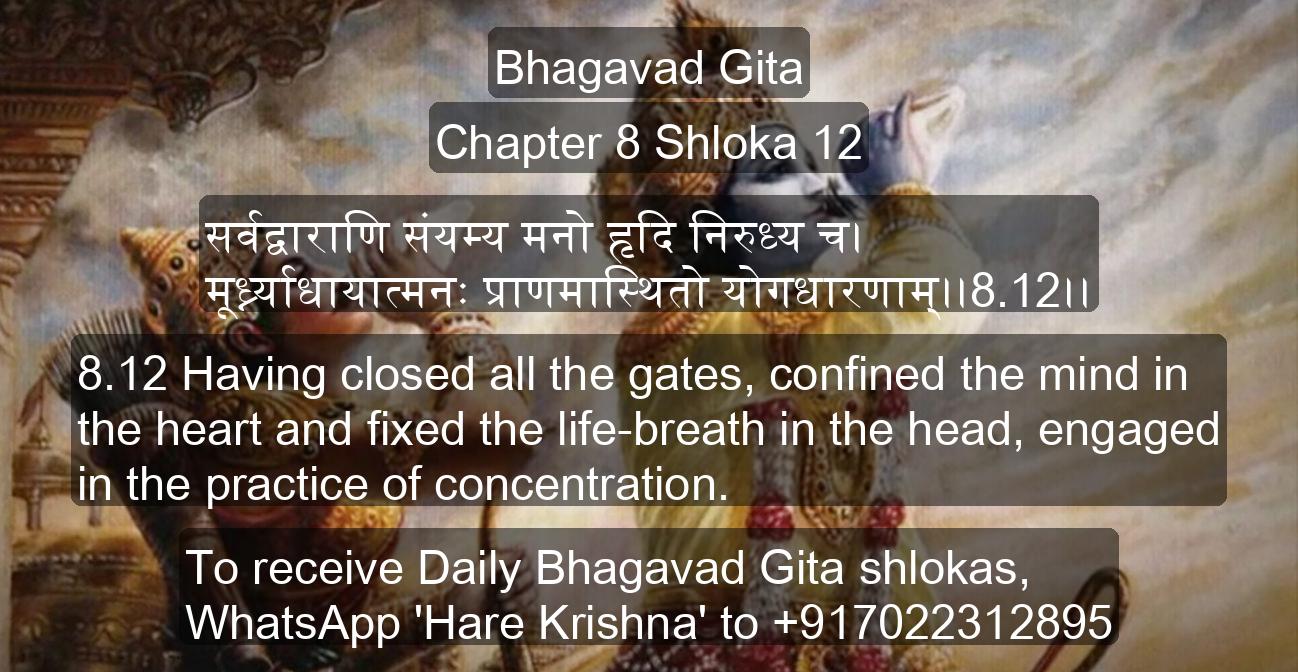 Bhagavad Gita
Chapter 8 Shloka 12
सर्वद्वाराणि संयम्य मनो हृदि निरुध्य च।
मूर्ध्न्याधायात्मनः प्राणमास्थितो योगधारणाम्।।8.12।।
8.12 Having closed all the gates, confined the mind in
the heart and fixed the life-breath in the head, engaged
in the practice of concentration.
To receive Daily Bhagavad Gita shlokas,
WhatsApp 'Hare Krishna' to +917022312895